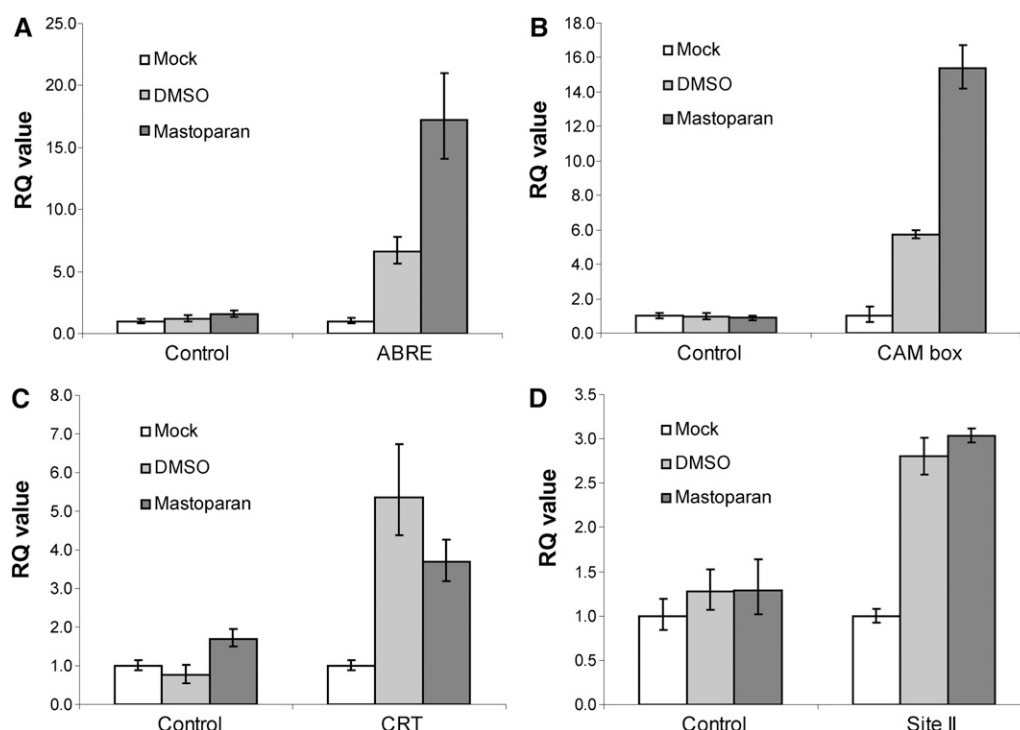 A
RQ value
25.0
20.0
15.0
10.0
5.0
0.0
Mock
DMSO
Mastoparan
Control
ABRE
B
RQ value
18.0
16.0
14.0
12.0
10.0
8.0
6.0
4.0
2.0
0.0
Mock
DMSO
Mastoparan
Control
CAM box
C
RQ value
8.0
7.0
6.0
5.0
4.0
3.0
2.0
1.0
0.0
Mock
DMSO
Mastoparan
Control
CRT
D
RQ value
3.5
3.0
2.5
2.0
1.5
1.0
0.5
0.0
Mock
DMSO
Mastoparan
Control
Site II